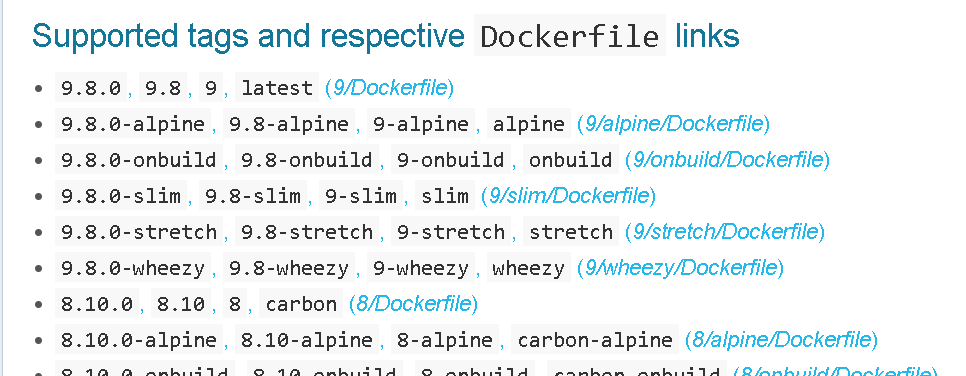 Supported tags and respective Dockerfile links
• 9.8.0, 9.8, 9, latest (9/Dockerfile)
• 9.8.0-alpine, 9.8-alpine, 9-alpine, alpine (9/alpine/Dockerfile)
• 9.8.0-onbuild, 9.8-onbuild, 9-onbuild, onbuild (9/onbuild/Dockerfile)
• 9.8.0-slim, 9.8-slim, 9-slim, slim (9/slim/Dockerfile)
• 9.8.0-stretch, 9.8-stretch, 9-stretch, stretch (9/stretch/Dockerfile)
• 9.8.0-wheezy, 9.8-wheezy, 9-wheezy, wheezy (9/wheezy/Dockerfile)
• 8.10.0, 8.10, 8, carbon (8/Dockerfile)
• 8.10.0-alpine, 8.10-alpine, 8-alpine, carbon-alpine (8/alpine/Dockerfile)
• 8.10.0-onbuild, 8.10-onbuild, 8-onbuild, carbon-onbuild (8/onbuild/Dockerfile)